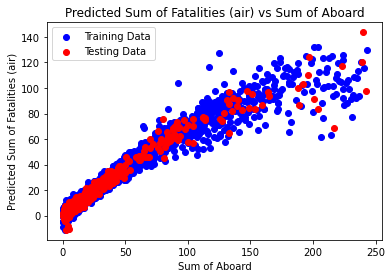 Predicted Sum of Fatalities (air) vs Sum of Aboard
Training Data
Testing Data
Predicted Sum of Fatalities (air)
140
120
100
80
60
40
20
0
0 50 100 150 200 250
Sum of Aboard